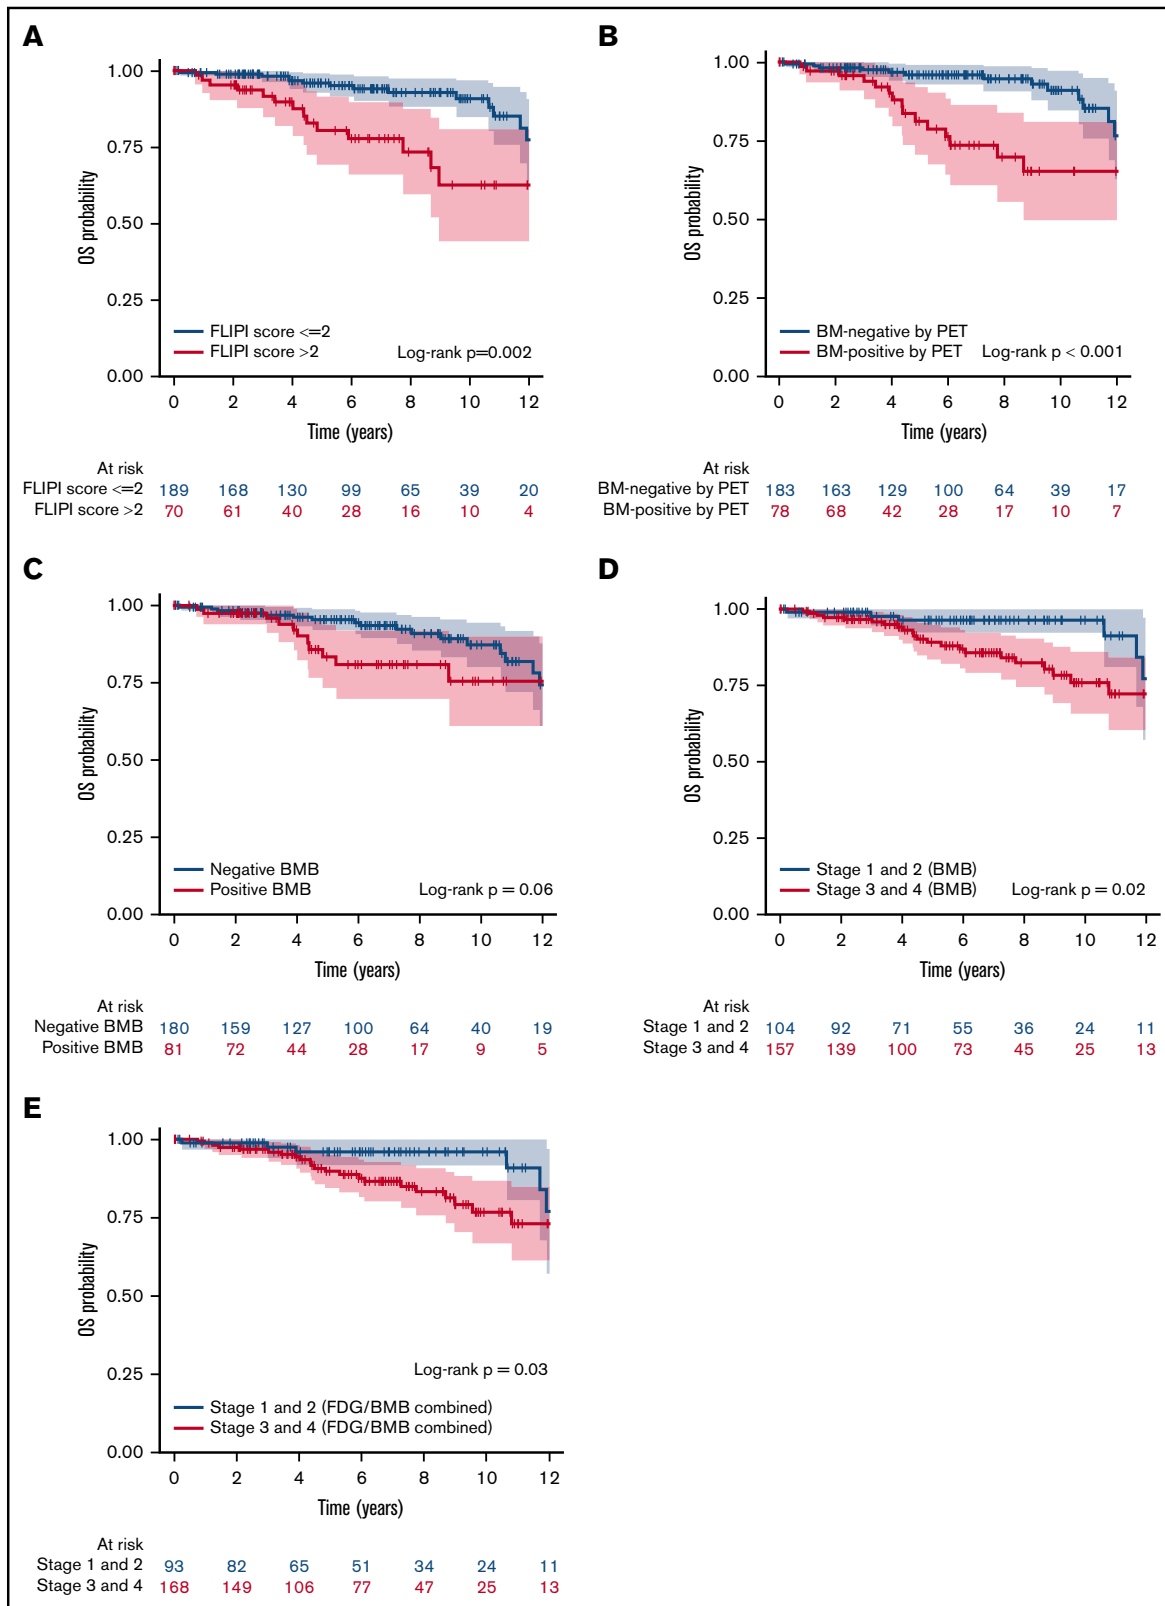 A
1.00
0.75
0.50
0.25
0.00
OS probability
FLIPI score <=2
FLIPI score >2
Log-rank p=0.002
0 2 4 6 8 10 12
Time (years)
At risk
FLIPI score <=2 189 168 130 99 65 39 20
FLIPI score >2 70 61 40 28 16 10 4
B
1.00
0.75
0.50
0.25
0.00
OS probability
BM-negative by PET
BM-positive by PET
Log-rank p < 0.001
0 2 4 6 8 10 12
Time (years)
At risk
BM-negative by PET 183 163 129 100 64 39 17
BM-positive by PET 78 68 42 28 17 10 7
C
1.00
0.75
0.50
0.25
0.00
OS probability
Negative BMB
Positive BMB
Log-rank p = 0.06
0 2 4 6 8 10 12
Time (years)
At risk
Negative BMB 180 159 127 100 64 40 19
Positive BMB 81 72 44 28 17 9 5
D
1.00
0.75
0.50
0.25
0.00
OS probability
Stage 1 and 2 (BMB)
Stage 3 and 4 (BMB)
Log-rank p = 0.02
0 2 4 6 8 10 12
Time (years)
At risk
Stage 1 and 2 104 92 71 55 36 24 11
Stage 3 and 4 157 139 100 73 45 25 13
E
1.00
0.75
0.50
0.25
0.00
OS probability
Log-rank p = 0.03
Stage 1 and 2 (FDG/BMB combined)
Stage 3 and 4 (FDG/BMB combined)
0 2 4 6 8 10 12
Time (years)
At risk
Stage 1 and 2 93 82 65 51 34 24 11
Stage 3 and 4 168 149 106 77 47 25 13